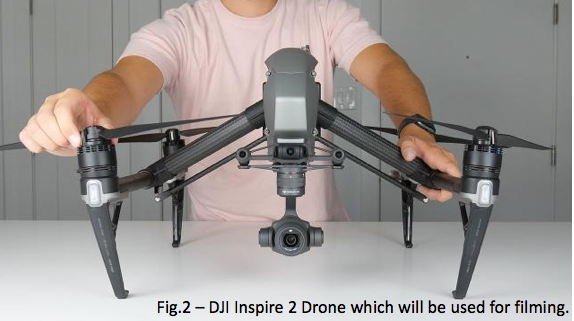 Fig.2 – DJI Inspire 2 Drone which will be used for filming.